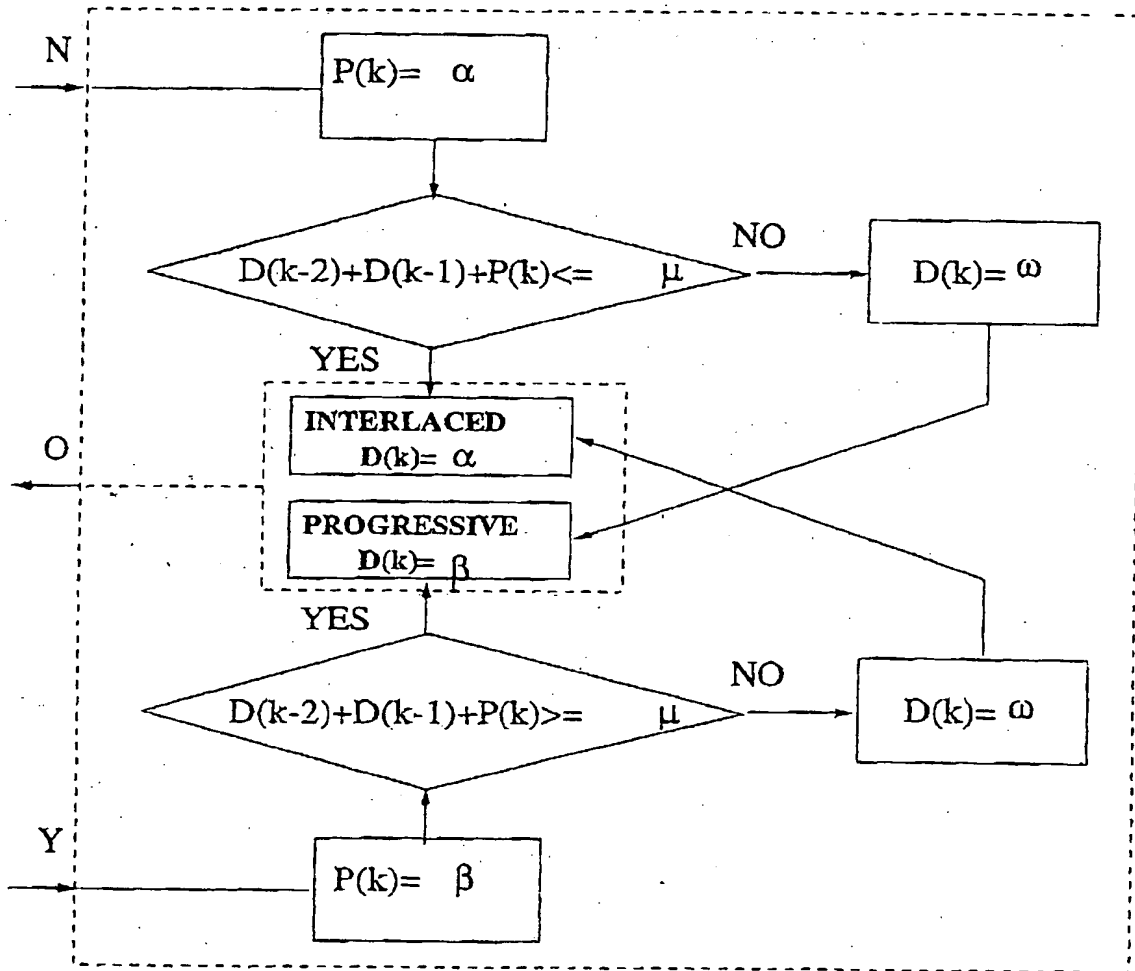 N
P(k)= α
D(k-2)+D(k-1)+P(k)<= μ
NO
D(k)= ω
YES
INTERLACED
D(k)= α
O
PROGRESSIVE
D(k)= β
YES
D(k-2)+D(k-1)+P(k)>= μ
NO
D(k)= ω
Y
P(k)= β